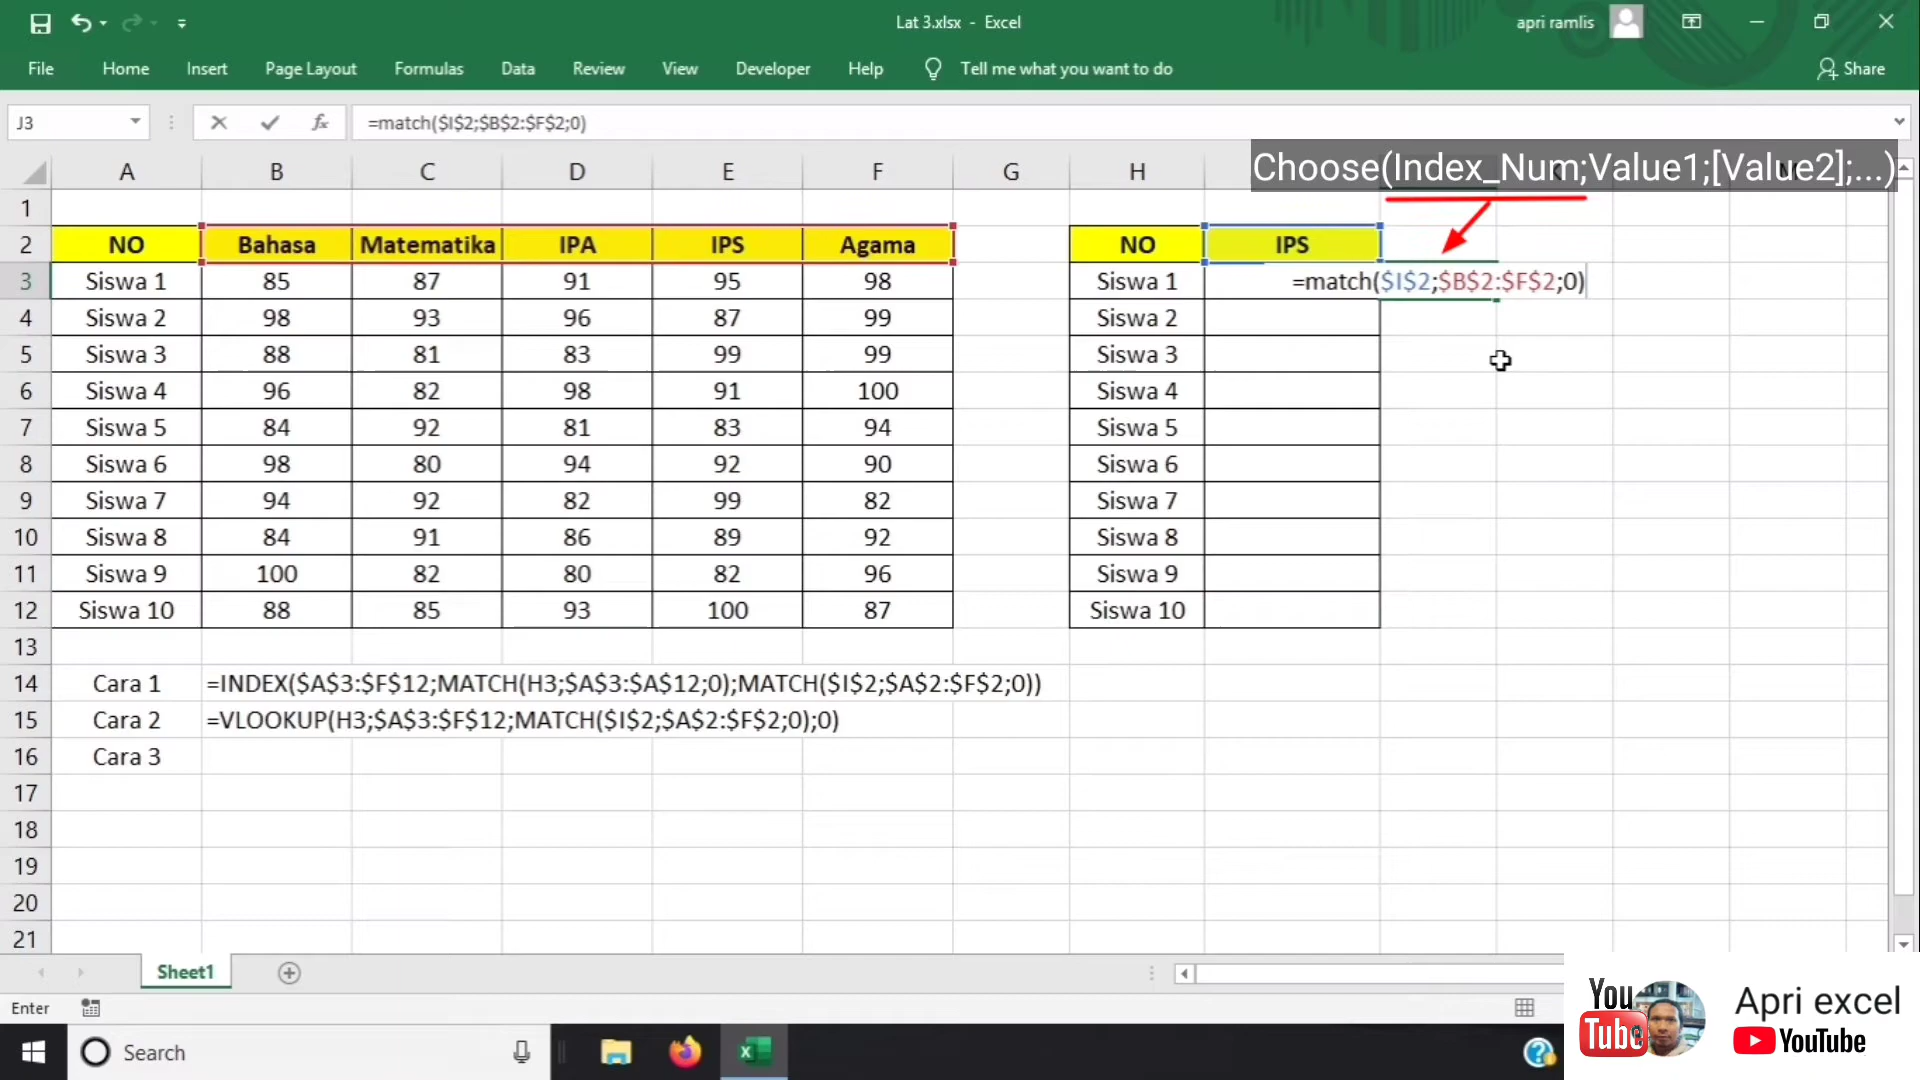 Lat 3.xlsx - Excel
apri ramlis
File Home Insert Page Layout Formulas Data Review View Developer Help Tell me what you want to do Share
J3 fx =match($I$2;$B$2:$F$2;0)
Choose(Index_Num;Value1;[Value2];...)
A B C D E F G H
1
2 NO Bahasa Matematika IPA IPS Agama NO IPS
3 Siswa 1 85 87 91 95 98 Siswa 1 =match($I$2;$B$2:$F$2;0)
4 Siswa 2 98 93 96 87 99 Siswa 2
5 Siswa 3 88 81 83 99 99 Siswa 3
6 Siswa 4 96 82 98 91 100 Siswa 4
7 Siswa 5 84 92 81 83 94 Siswa 5
8 Siswa 6 98 80 94 92 90 Siswa 6
9 Siswa 7 94 92 82 99 82 Siswa 7
10 Siswa 8 84 91 86 89 92 Siswa 8
11 Siswa 9 100 82 80 82 96 Siswa 9
12 Siswa 10 88 85 93 100 87 Siswa 10
13
14 Cara 1 =INDEX($A$3:$F$12;MATCH(H3;$A$3:$A$12;0);MATCH($I$2;$A$2:$F$2;0))
15 Cara 2 =VLOOKUP(H3;$A$3:$F$12;MATCH($I$2;$A$2:$F$2;0);0)
16 Cara 3
17
18
19
20
21
Sheet1
Enter
Search
You
Tube
Apri excel
YouTube